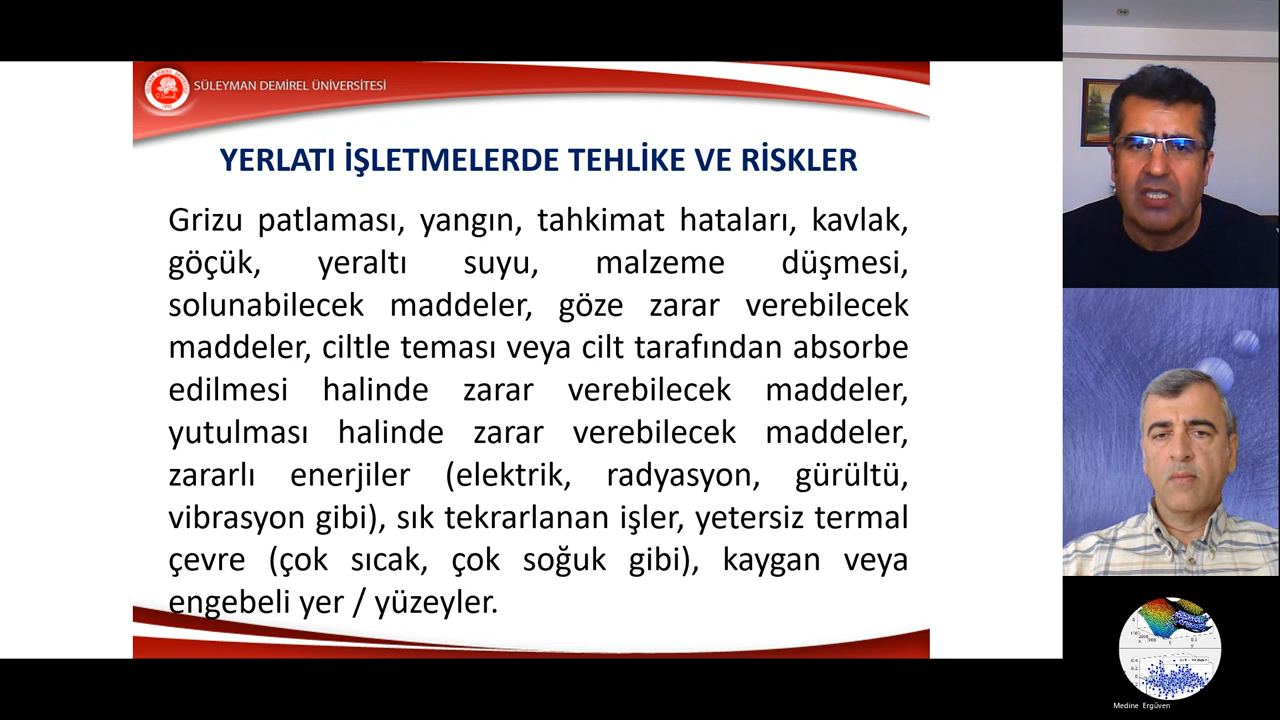 SÜLEYMAN DEMİREL ÜNİVERSİTESİ
YERLATI İŞLETMELERDE TEHLİKE VE RİSKLER
Grizu patlaması, yangın, tahkimat hataları, kavlak,
göçük, yeraltı suyu, malzeme düşmesi,
solunabilecek maddeler, göze zarar verebilecek
maddeler, ciltle teması veya cilt tarafından absorbe
edilmesi halinde zarar verebilecek maddeler,
yutulması halinde zarar verebilecek maddeler,
zararlı enerjiler (elektrik, radyasyon, gürültü,
vibrasyon gibi), sık tekrarlanan işler, yetersiz termal
çevre (çok sıcak, çok soğuk gibi), kaygan veya
engebeli yer / yüzeyler.
Medine Ergüven